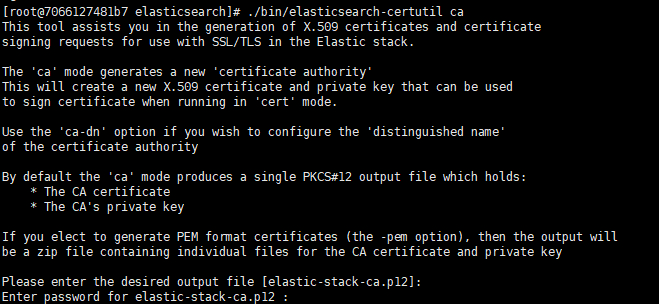 [root@7066127481b7 elasticsearch]# ./bin/elasticsearch-certutil ca
This tool assists you in the generation of X.509 certificates and certificate
signing requests for use with SSL/TLS in the Elastic stack.
The 'ca' mode generates a new 'certificate authority'
This will create a new X.509 certificate and private key that can be used
to sign certificate when running in 'cert' mode.
Use the 'ca-dn' option if you wish to configure the 'distinguished name'
of the certificate authority
By default the 'ca' mode produces a single PKCS#12 output file which holds:
* The CA certificate
* The CA's private key
If you elect to generate PEM format certificates (the -pem option), then the output will
be a zip file containing individual files for the CA certificate and private key
Please enter the desired output file [elastic-stack-ca.p12]:
Enter password for elastic-stack-ca.p12 :